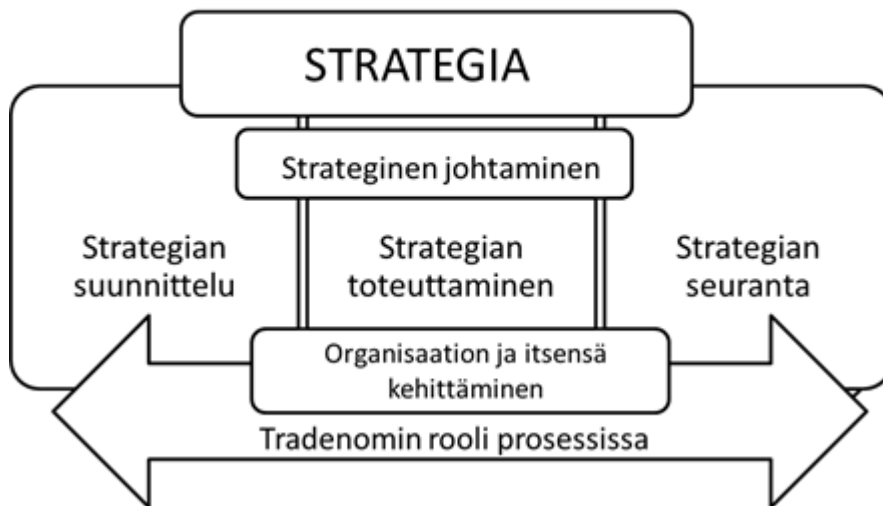 STRATEGIA
Strateginen johtaminen
Strategian
suunnittelu
Strategian
toteuttaminen
Strategian
seuranta
Organisaation ja itsensä
kehittäminen
Tradenomin rooli prosessissa